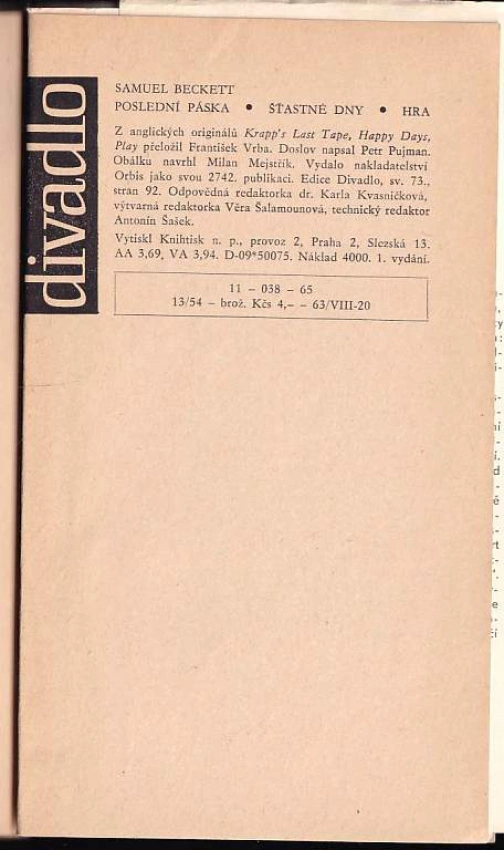 divadlo
SAMUEL BECKETT
POSLEDNÍ PÁSKA • ŠŤASTNÉ DNY • HRA
Z anglických originálů Krapp's Last Tape, Happy Days,
Play přeložil František Vrba. Doslov napsal Petr Pujman.
Obálku navrhl Milan Mejstřík. Vydalo nakladatelství
Orbis jako svou 2742. publikaci. Edice Divadlo, sv. 73.,
stran 92. Odpovědná redaktorka dr. Karla Kvasničková,
výtvarná redaktorka Věra Šalamounová, technický redaktor
Antonín Šašek.
Vytiskl Knihtisk n. p., provoz 2, Praha 2, Slezská 13.
AA 3,69, VA 3,94. D-09*50075. Náklad 4000. 1. vydání.
11 – 038 – 65
13/54 – brož. Kčs 4,– – 63/VIII-20